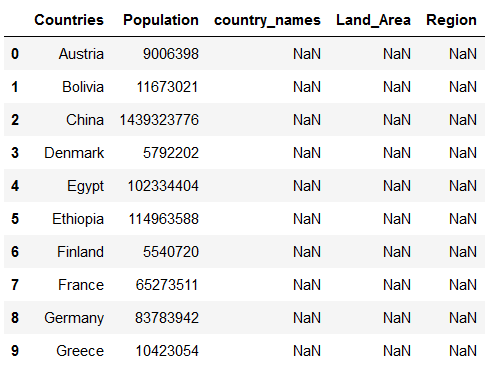 Countries Population country_names Land_Area Region
0 Austria 9006398 NaN NaN NaN
1 Bolivia 11673021 NaN NaN NaN
2 China 1439323776 NaN NaN NaN
3 Denmark 5792202 NaN NaN NaN
4 Egypt 102334404 NaN NaN NaN
5 Ethiopia 114963588 NaN NaN NaN
6 Finland 5540720 NaN NaN NaN
7 France 65273511 NaN NaN NaN
8 Germany 83783942 NaN NaN NaN
9 Greece 10423054 NaN NaN NaN